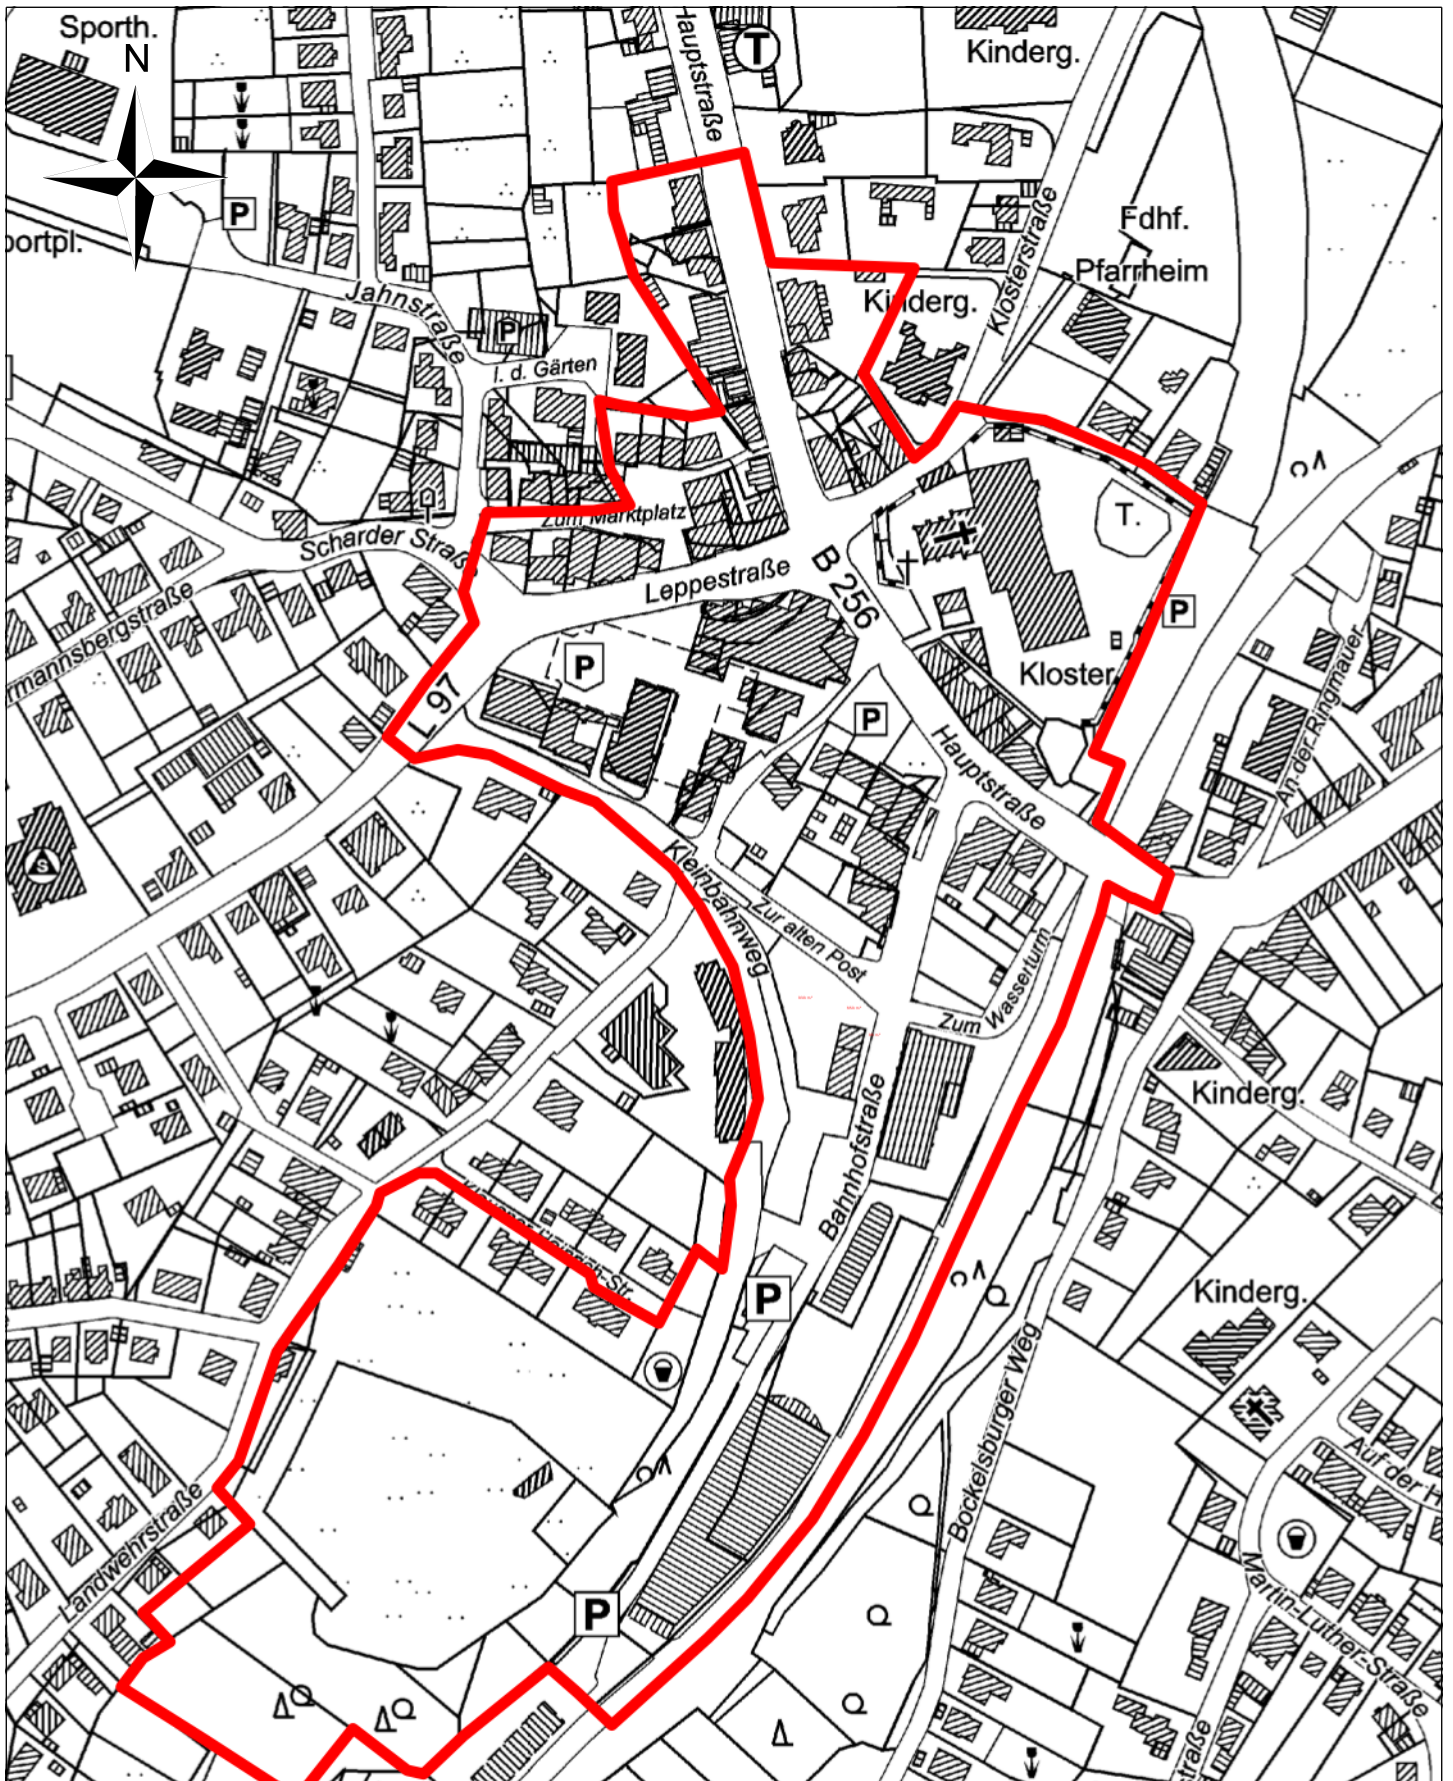 Sporth.
N
Hauptstraße
T
Kinderg.
P
portpl.
Jahnstraße
P
I. d. Gärten
Kinderg.
Klosterstraße
Fdhf.
Pfarrheim
Zum Marktplatz
Scharder Straße
Leppestraße
B 256
T.
P
rmannsbergstraße
P
L 97
P
Kloster
Hauptstraße
An der Ringmauer
Kleinbahnweg
Zur alten Post
Zum Wasserturm
S
Kinderg.
Bahnhofstraße
P
Kinderg.
Bockelsburger Weg
Auf der H
Landwehrstraße
P
Martin-Luther-Straße
straße